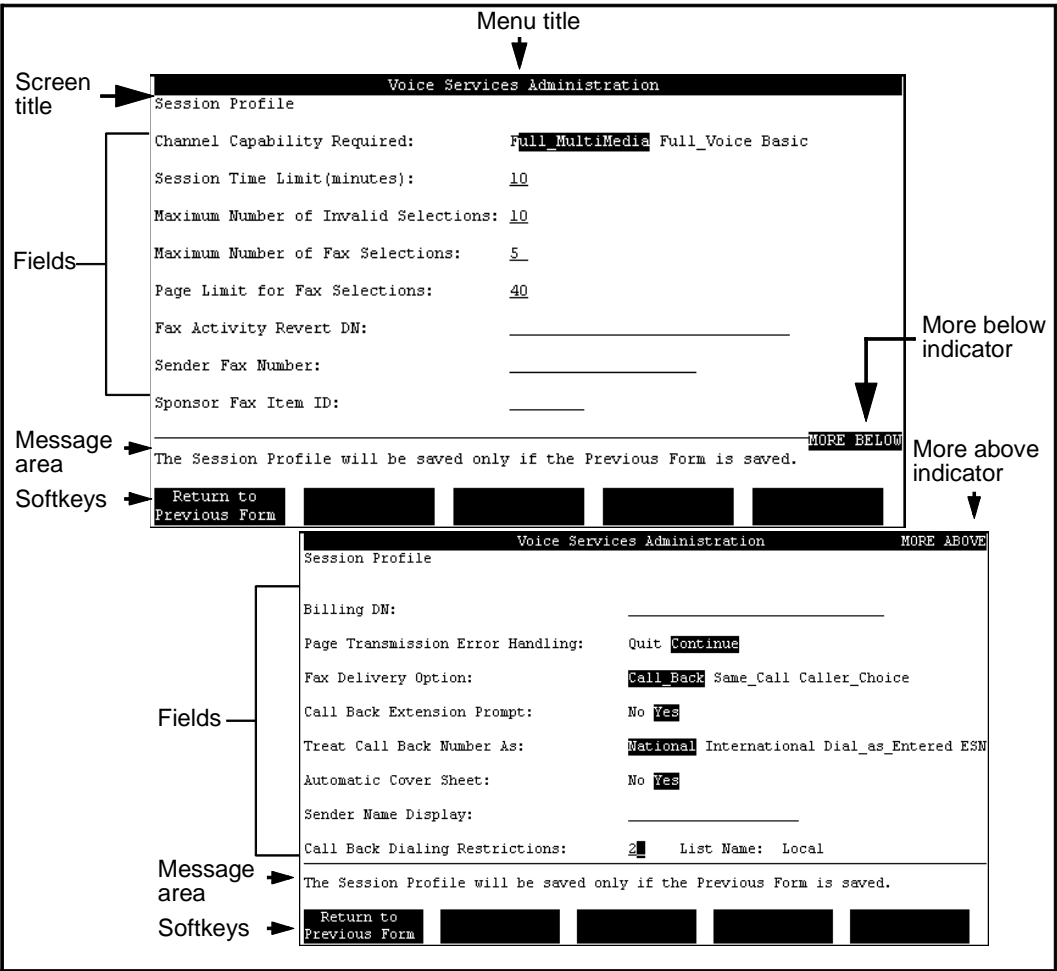 Menu title
Screen
title
Voice Services Administration
Session Profile
Channel Capability Required: Full_MultiMedia Full_Voice Basic
Session Time Limit(minutes): 10
Maximum Number of Invalid Selections: 10
Fields
Maximum Number of Fax Selections: 5
Page Limit for Fax Selections: 40
Fax Activity Revert DN:
More below
indicator
Sender Fax Number:
Sponsor Fax Item ID:
MORE BELOW
Message
area
The Session Profile will be saved only if the Previous Form is saved.
More above
indicator
Softkeys
Return to
Previous Form
Voice Services Administration MORE ABOVE
Session Profile
Billing DN:
Page Transmission Error Handling: Quit Continue
Fax Delivery Option: Call_Back Same_Call Caller_Choice
Fields
Call Back Extension Prompt: No Yes
Treat Call Back Number As: National International Dial_as_Entered ESN
Automatic Cover Sheet: No Yes
Sender Name Display:
Call Back Dialing Restrictions: 2 List Name: Local
Message
area
The Session Profile will be saved only if the Previous Form is saved.
Softkeys
Return to
Previous Form